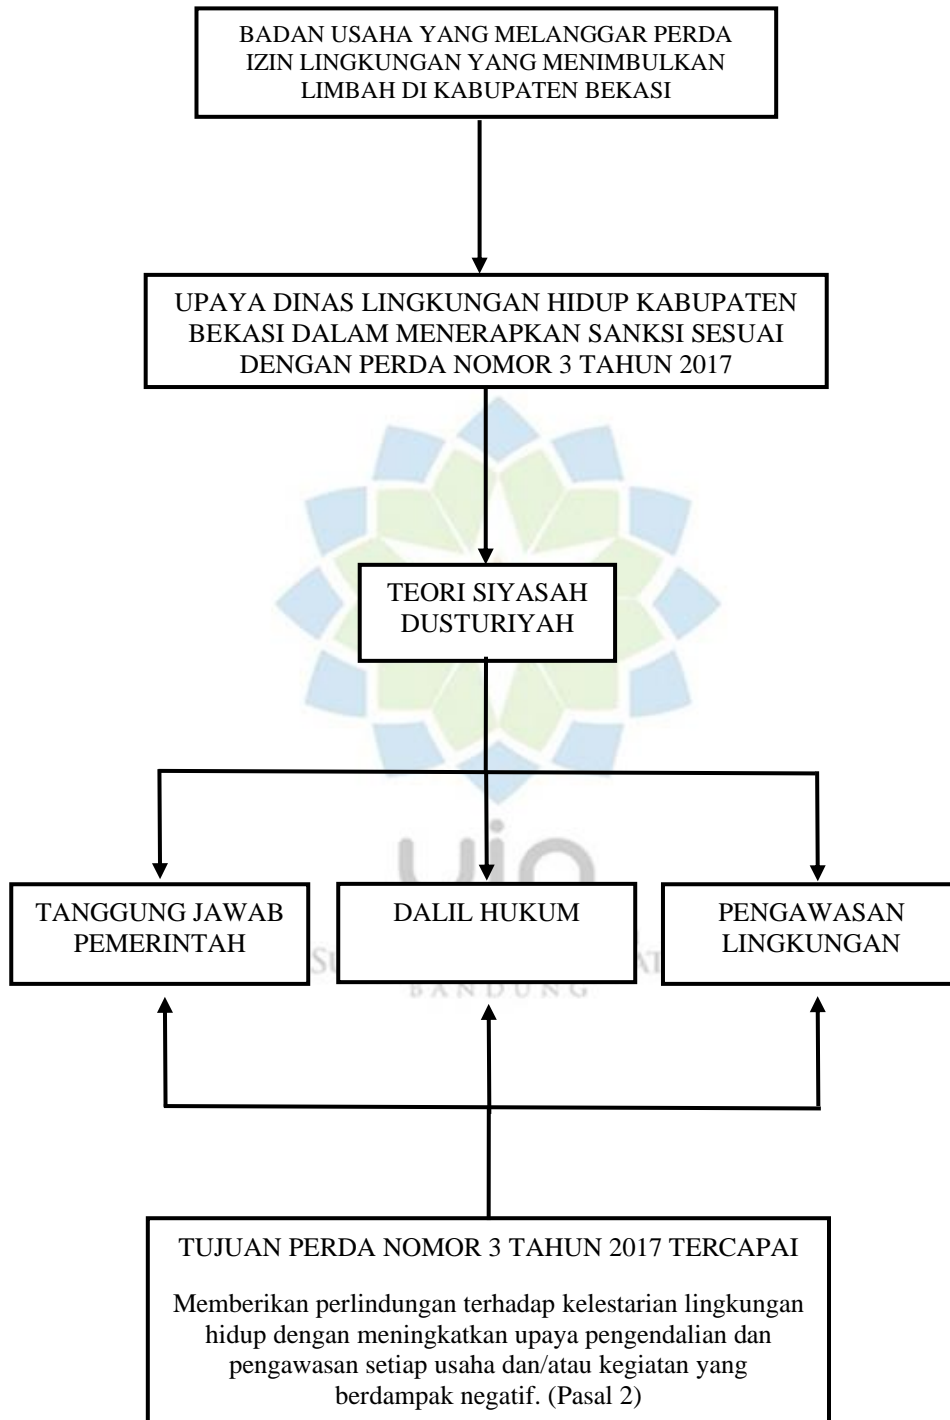 BADAN USAHA YANG MELANGGAR PERDA
IZIN LINGKUNGAN YANG MENIMBULKAN
LIMBAH DI KABUPATEN BEKASI
UPAYA DINAS LINGKUNGAN HIDUP KABUPATEN
BEKASI DALAM MENERAPKAN SANKSI SESUAI
DENGAN PERDA NOMOR 3 TAHUN 2017
TEORI SIYASAH
DUSTURIYAH
uin
TANGGUNG JAWAB
PEMERINTAH
DALIL HUKUM
PENGAWASAN
LINGKUNGAN
BANDUNG
TUJUAN PERDA NOMOR 3 TAHUN 2017 TERCAPAI
Memberikan perlindungan terhadap kelestarian lingkungan
hidup dengan meningkatkan upaya pengendalian dan
pengawasan setiap usaha dan/atau kegiatan yang
berdampak negatif. (Pasal 2)